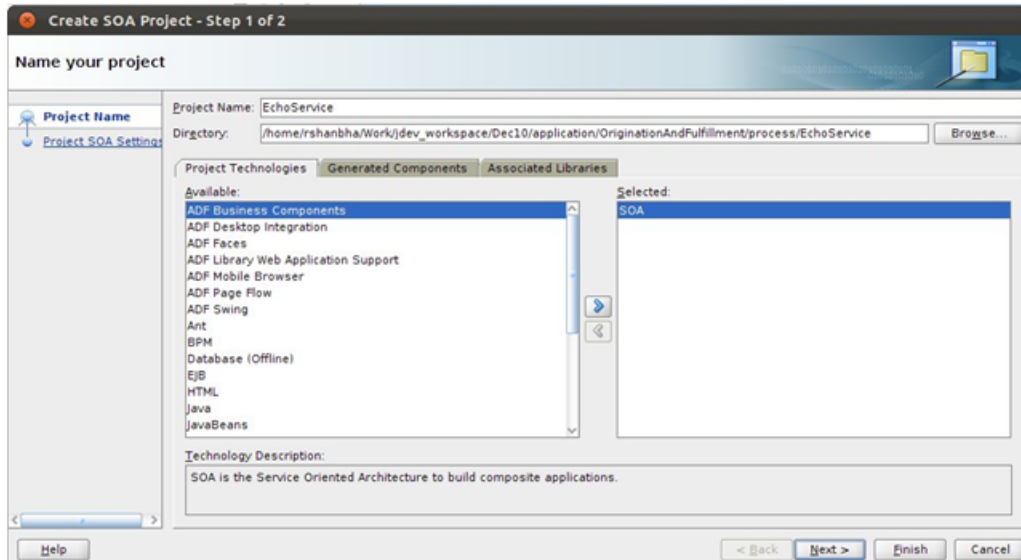 Create SOA Project - Step 1 of 2
Name your project
Project Name
Project SOA Settings
Project Name: EchoService
Directory: /home/rshanbha/Work/jdev_workspace/Dec10/application/OriginationAndFulfillment/process/EchoService Browse...
Project Technologies Generated Components Associated Libraries
Available: Selected:
ADF Business Components SOA
ADF Desktop Integration
ADF Faces
ADF Library Web Application Support
ADF Mobile Browser
ADF Page Flow
ADF Swing
Ant
BPM
Database (Offline)
EJB
HTML
Java
JavaBeans
Technology Description:
SOA is the Service Oriented Architecture to build composite applications.
Help < Back Next > Finish Cancel